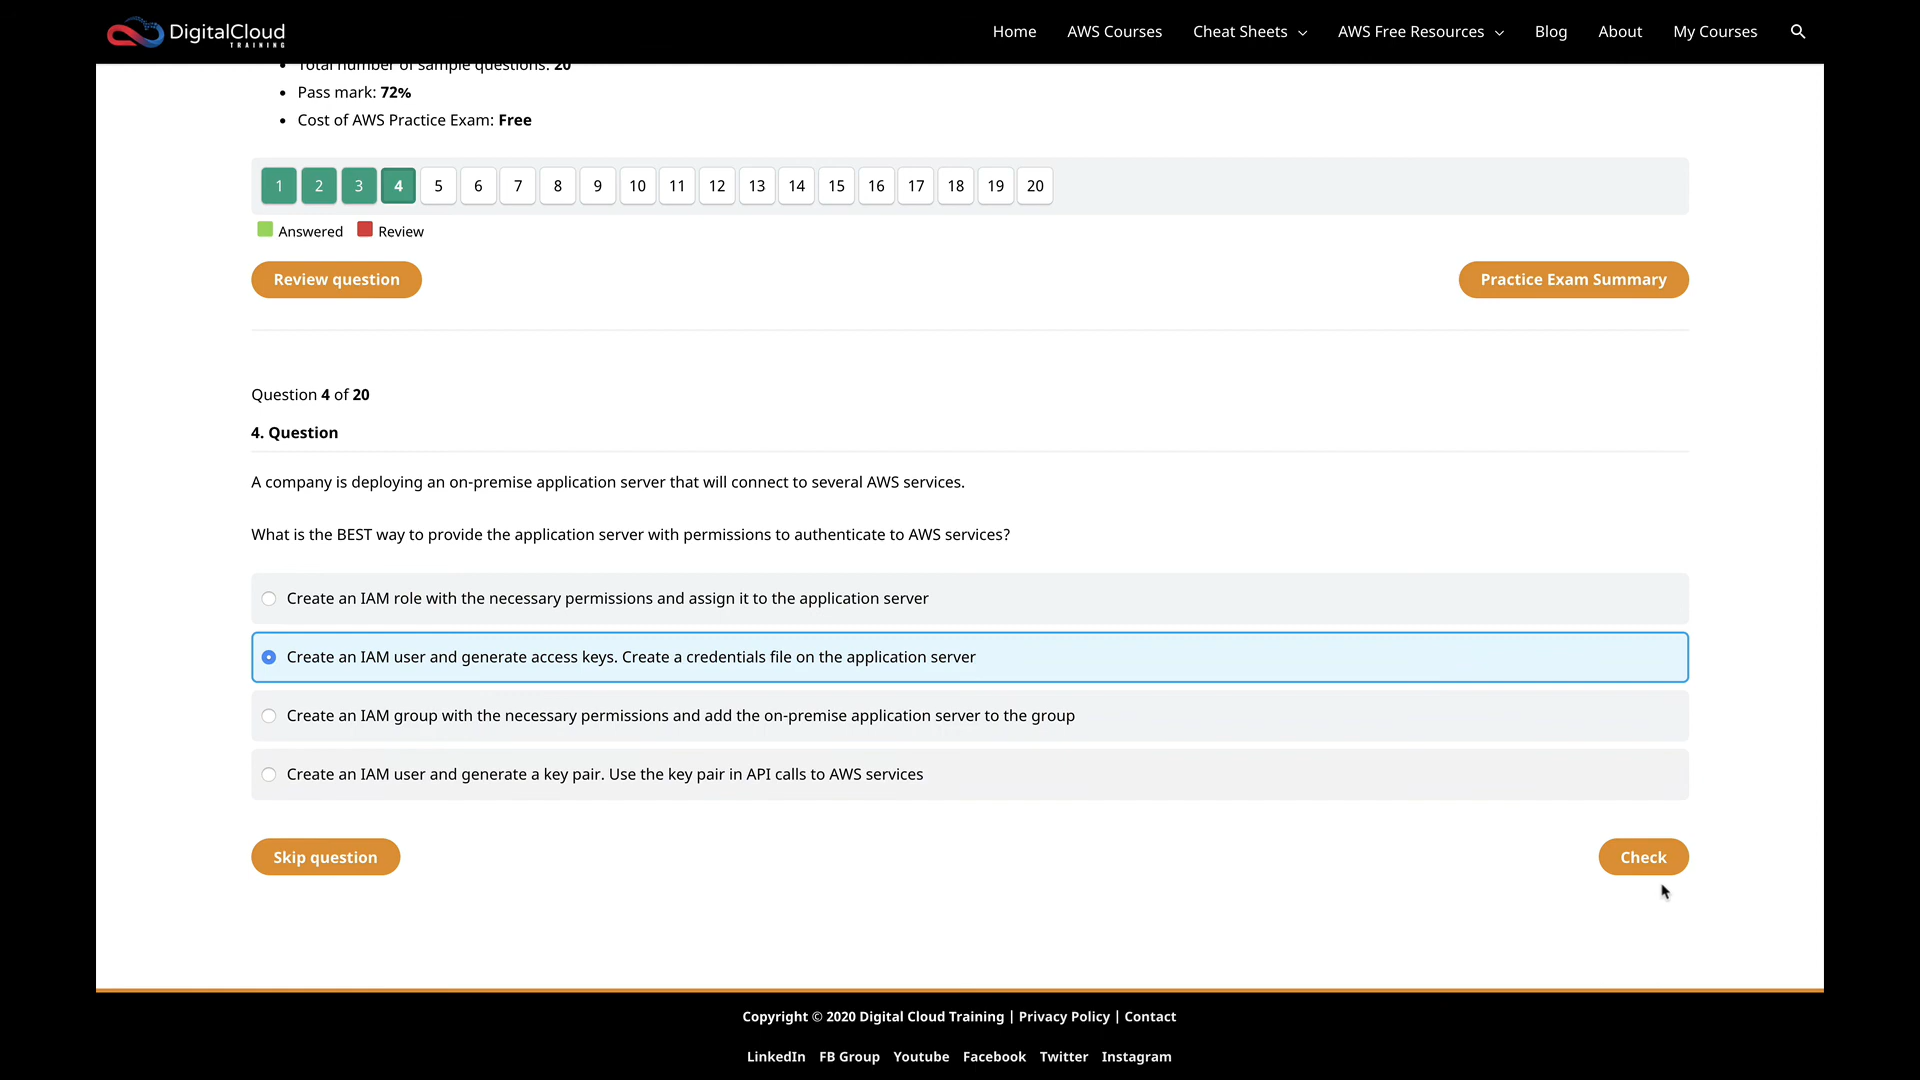 DigitalCloud
TRAINING
Home
AWS Courses
Cheat Sheets
AWS Free Resources
Blog
About
My Courses
Total number of sample questions: 20
Pass mark: 72%
Cost of AWS Practice Exam: Free
1 2 3 4 5 6 7 8 9 10 11 12 13 14 15 16 17 18 19 20
Answered Review
Review question
Practice Exam Summary
Question 4 of 20
4. Question
A company is deploying an on-premise application server that will connect to several AWS services.
What is the BEST way to provide the application server with permissions to authenticate to AWS services?
Create an IAM role with the necessary permissions and assign it to the application server
Create an IAM user and generate access keys. Create a credentials file on the application server
Create an IAM group with the necessary permissions and add the on-premise application server to the group
Create an IAM user and generate a key pair. Use the key pair in API calls to AWS services
Skip question
Check
Copyright © 2020 Digital Cloud Training | Privacy Policy | Contact
LinkedIn FB Group Youtube Facebook Twitter Instagram